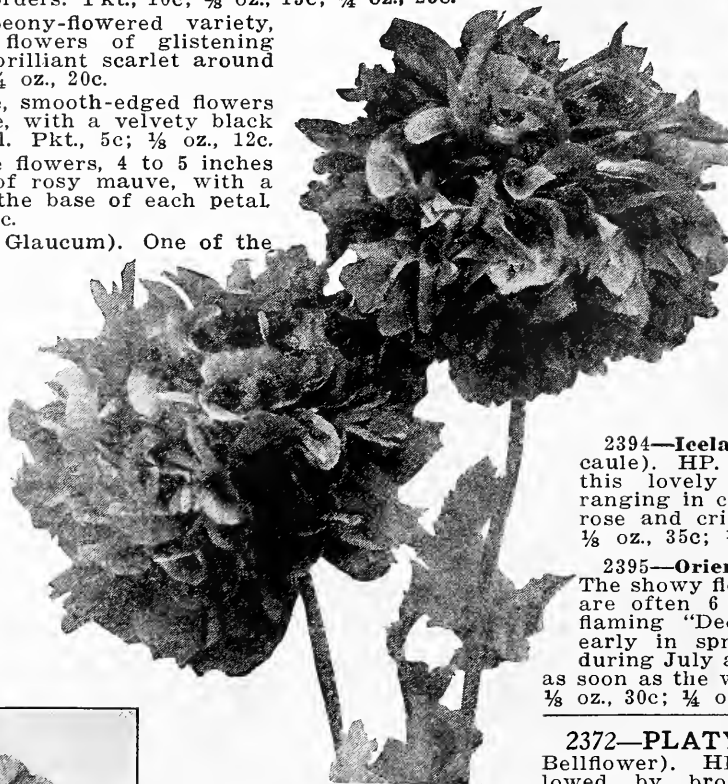 orders. Pkt., 10c; ⅛ oz., 15c; ¼ oz., 20c.
eony-flowered variety,
flowers of glistening
brilliant scarlet around
¼ oz., 20c.
e, smooth-edged flowers
e, with a velvety black
l. Pkt., 5c; ⅛ oz., 12c.
e flowers, 4 to 5 inches
of rosy mauve, with a
the base of each petal.
c.
Glaucum). One of the
2394—Icela
caule). HP.
this lovely
ranging in c
rose and cri
⅛ oz., 35c;
2395—Orien
The showy flo
are often 6
flaming "Dee
early in spr
during July a
as soon as the w
⅛ oz., 30c; ¼ o
2372—PLATY
Bellflower). H
lowed by bro